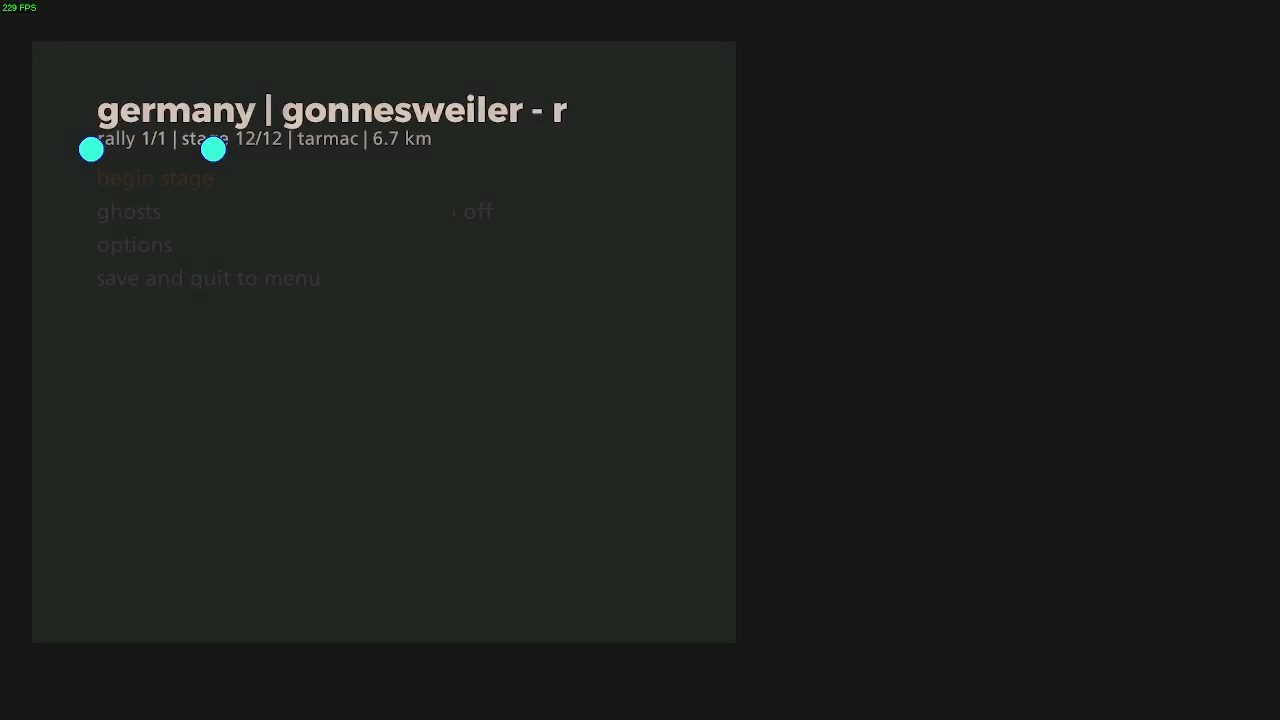 229 FPS
germany | gonnesweiler - r
rally 1/1 | stage 12/12 | tarmac | 6.7 km
begin stage
ghosts off
options
save and quit to menu